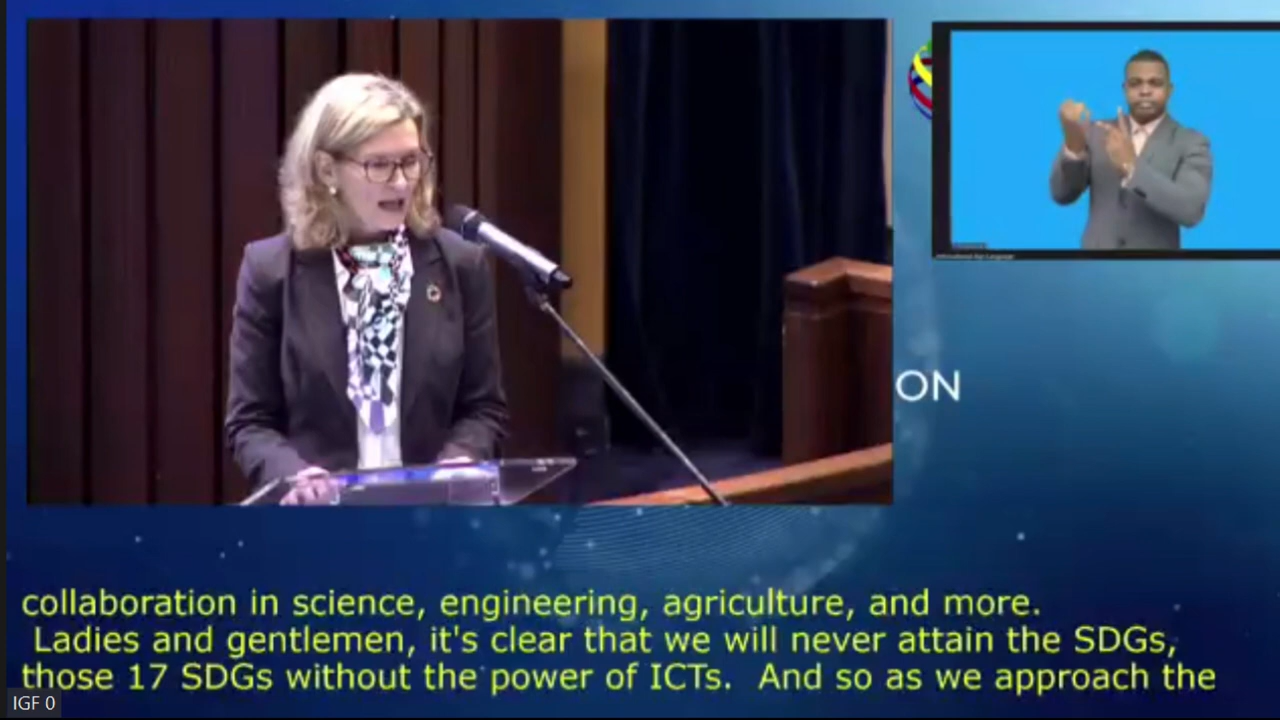 ON
collaboration in science, engineering, agriculture, and more.
Ladies and gentlemen, it's clear that we will never attain the SDGs,
those 17 SDGs without the power of ICTs.  And so as we approach the
IGF 0